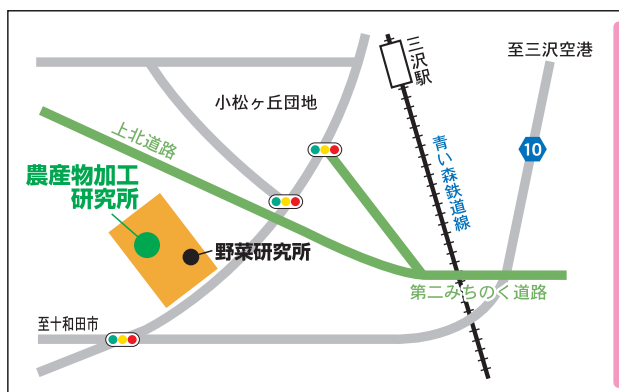 三沢駅
至三沢空港
小松ヶ丘団地
10
上北道路
青い森鉄道線
農産物加工
研究所
野菜研究所
第二みちのく道路
至十和田市